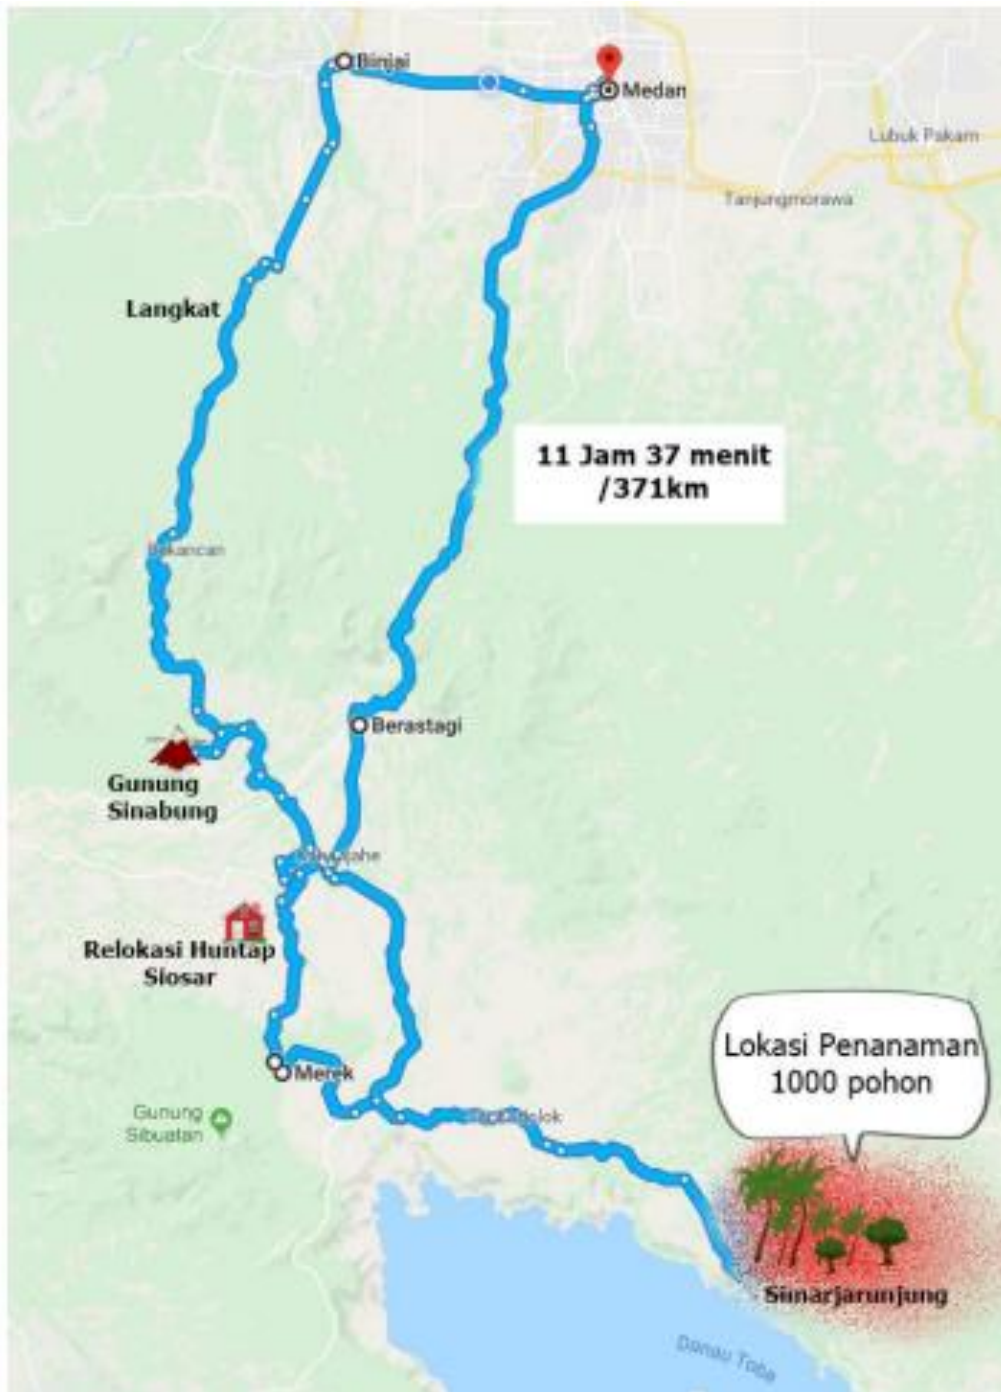 Binjai
Medan
Lubuk Pakam
Tanjungmorawa
Langkat
11 Jam 37 menit
/371km
Berastagi
Gunung
Sinabung
Relokasi Huntap
Siosar
Merek
Gunung
Sibuatan
Lokasi Penanaman
1000 pohon
Simarjarunjung
Danau Toba